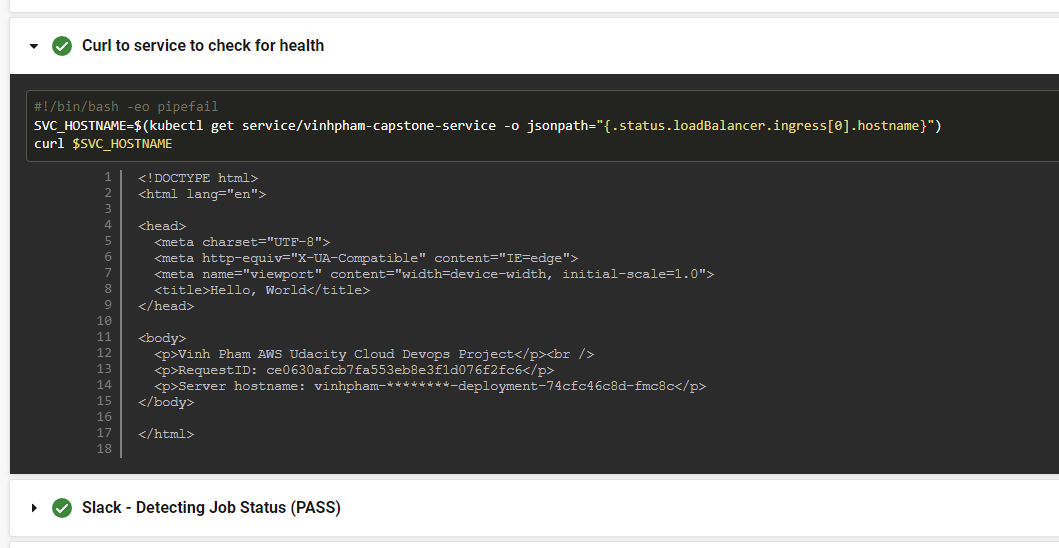 Curl to service to check for health
#!/bin/bash -eo pipefail
SVC_HOSTNAME=$(kubectl get service/vinhpham-capstone-service -o jsonpath="{.status.loadBalancer.ingress[0].hostname}")
curl $SVC_HOSTNAME
1 <!DOCTYPE html>
2 <html lang="en">
3
4 <head>
5   <meta charset="UTF-8">
6   <meta http-equiv="X-UA-Compatible" content="IE=edge">
7   <meta name="viewport" content="width=device-width, initial-scale=1.0">
8   <title>Hello, World</title>
9 </head>
10
11 <body>
12   <p>Vinh Pham AWS Udacity Cloud Devops Project</p><br />
13   <p>RequestID: ce0630afcb7fa553eb8e3f1d076f2fc6</p>
14   <p>Server hostname: vinhpham-********-deployment-74cfc46c8d-fmc8c</p>
15 </body>
16
17 </html>
18
Slack - Detecting Job Status (PASS)